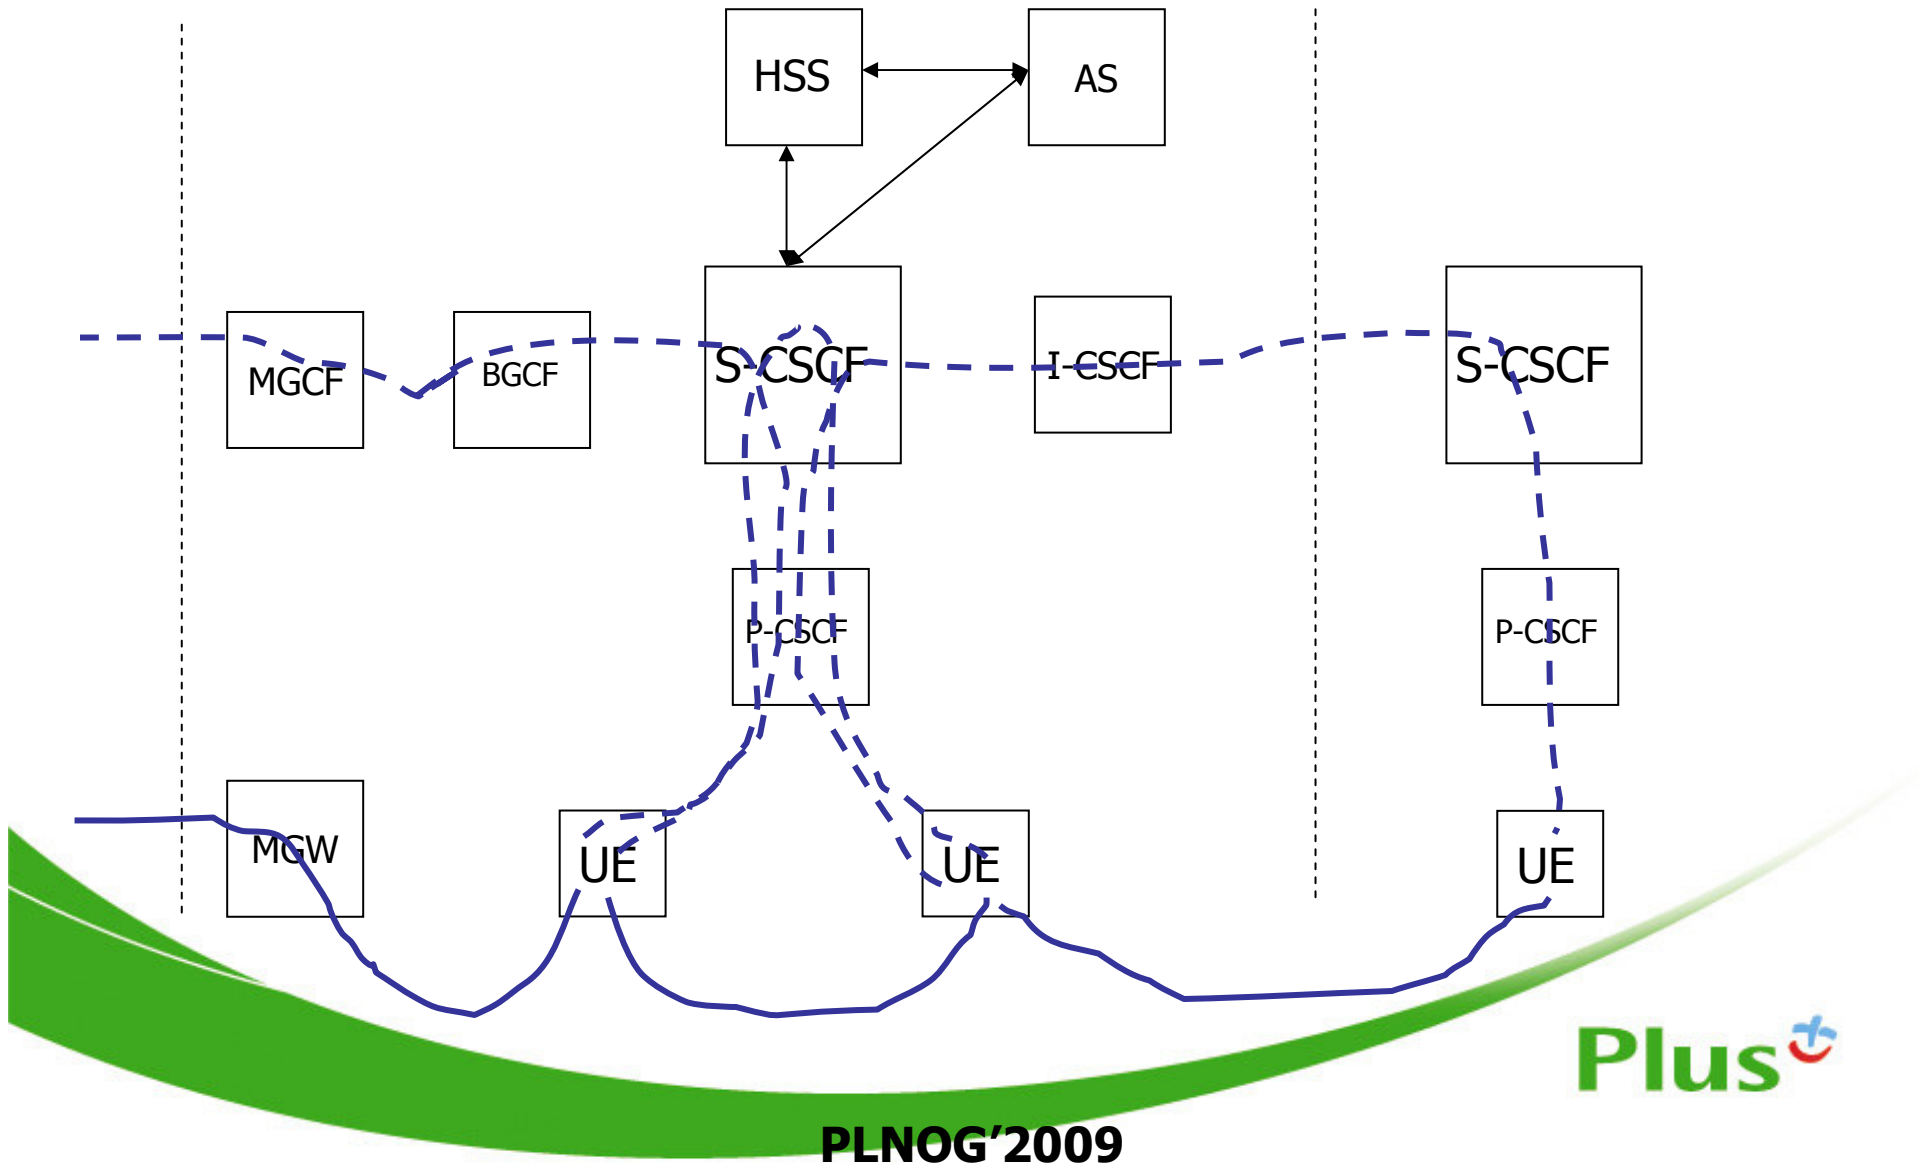 HSS
AS
MGCF
BGCF
S-CSCF
I-CSCF
S-CSCF
P-CSCF
P-CSCF
MGW
UE
UE
UE
Plus
PLNOG’2009